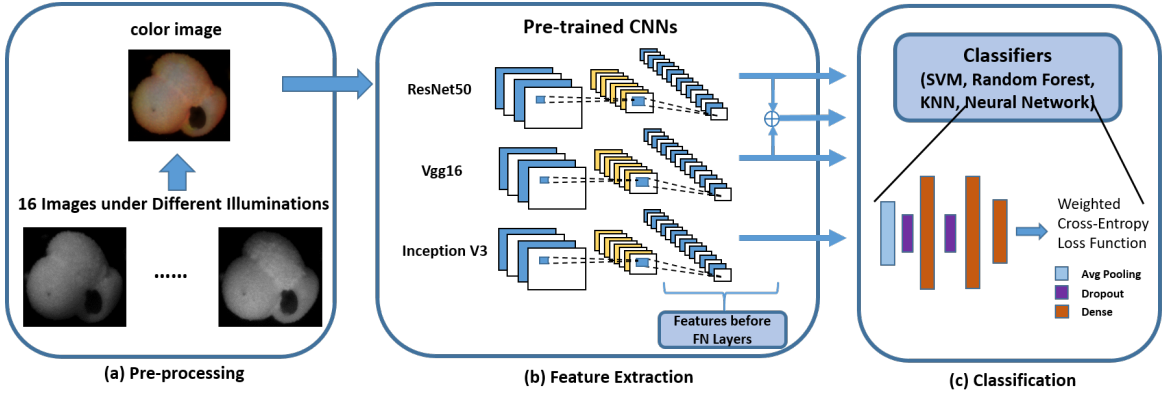 color image
16 Images under Different Illuminations
......
(a) Pre-processing
Pre-trained CNNs
ResNet50
Vgg16
Inception V3
Features before
FN Layers
(b) Feature Extraction
Classifiers
(SVM, Random Forest,
KNN, Neural Network)
Weighted
Cross-Entropy
Loss Function
Avg Pooling
Dropout
Dense
(c) Classification